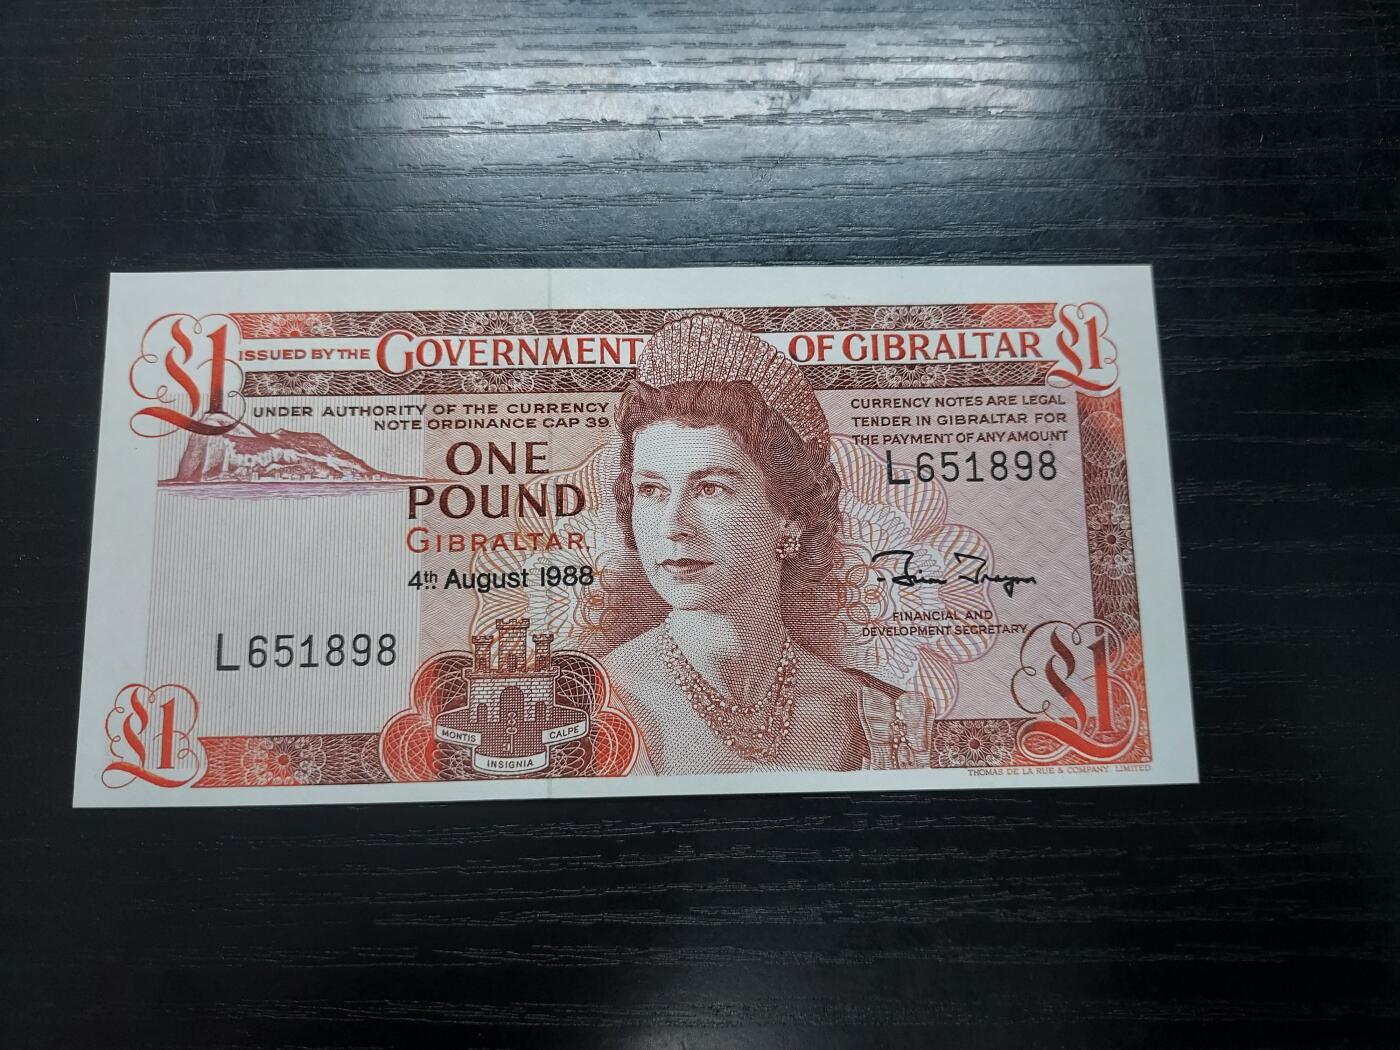 £1 ISSUED BY THE GOVERNMENT OF GIBRALTAR £1
UNDER AUTHORITY OF THE CURRENCY
NOTE ORDINANCE CAP 39.
CURRENCY NOTES ARE LEGAL
TENDER IN GIBRALTAR FOR
THE PAYMENT OF ANY AMOUNT
ONE
POUND
GIBRALTAR.
4th August 1988
L651898
L651898
FINANCIAL AND
DEVELOPMENT SECRETARY
MONTIS INSIGNIA CALPE
£1
£1
THOMAS DE LA RUE & COMPANY, LIMITED.